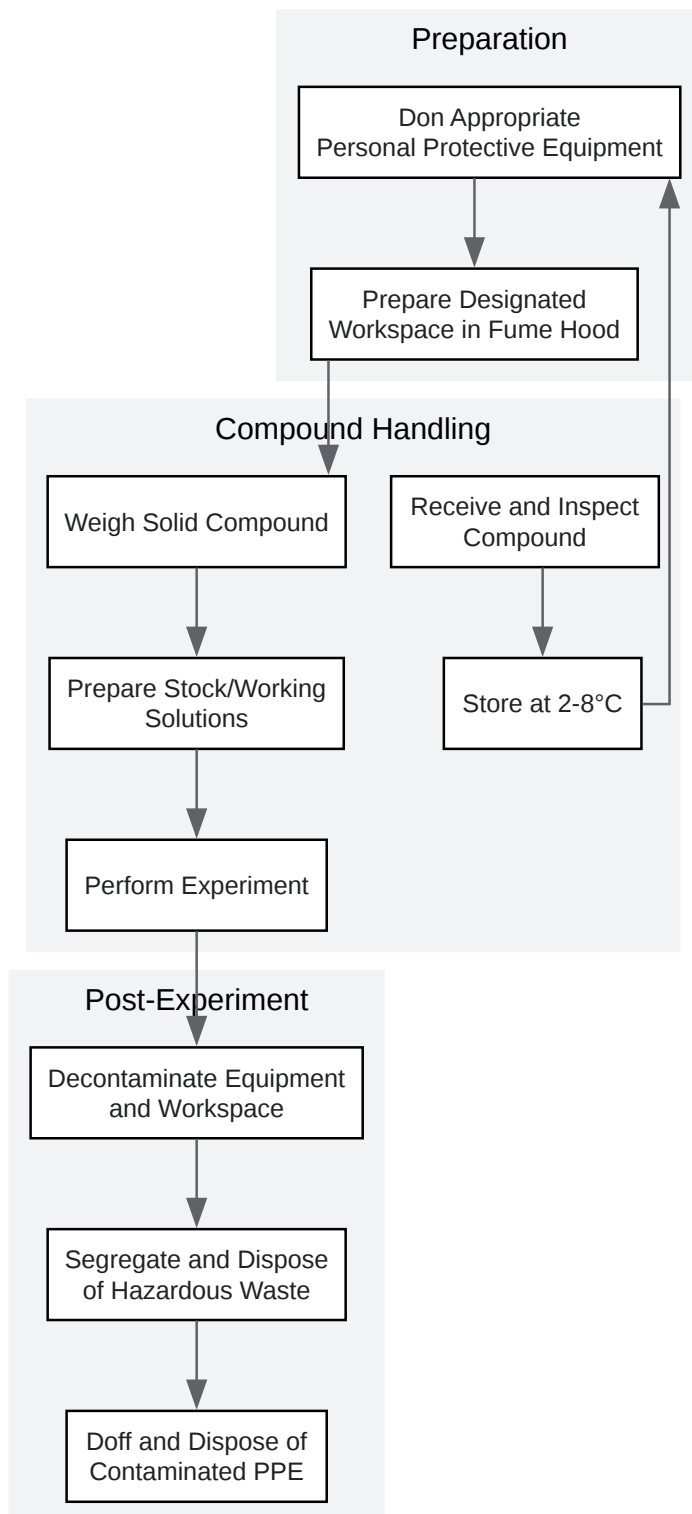 Preparation
Don Appropriate
Personal Protective Equipment
Prepare Designated
Workspace in Fume Hood
Compound Handling
Weigh Solid Compound
Receive and Inspect
Compound
Prepare Stock/Working
Solutions
Store at 2-8°C
Perform Experiment
Post-Experiment
Decontaminate Equipment
and Workspace
Segregate and Dispose
of Hazardous Waste
Doff and Dispose of
Contaminated PPE